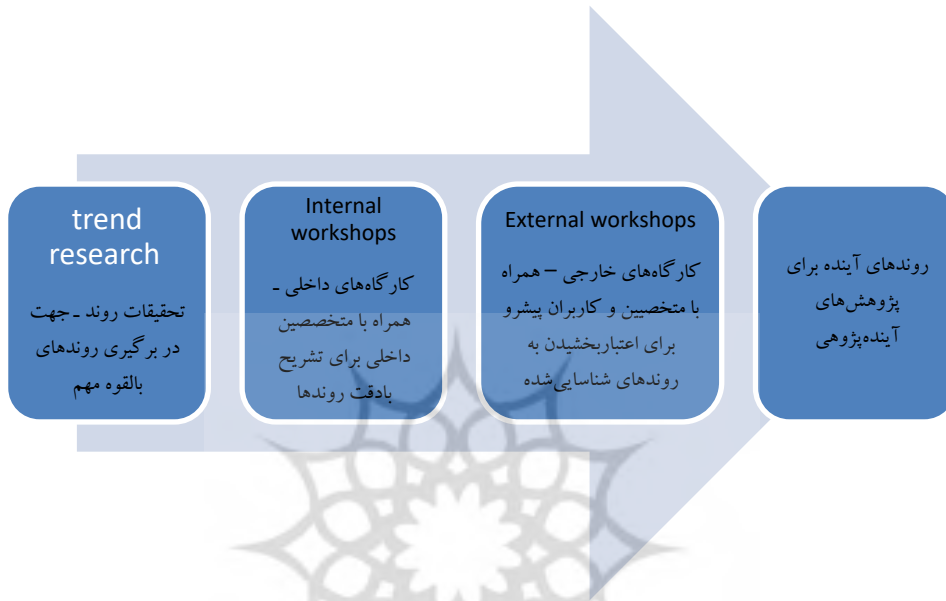 trend
research
تحقیقات روند ـ جهت
در برگیری روندهای
بالقوه مهم
Internal
workshops
کارگاه‌های داخلی ـ
همراه با متخصصین
داخلی برای تشریح
بادقت روندها
External workshops
کارگاه‌های خارجی – همراه
با متخصیین و کاربران پیشرو
برای اعتباربخشیدن به
روندهای شناسایی‌شده
روندهای آینده برای
پژوهش‌های
آینده‌پژوهی